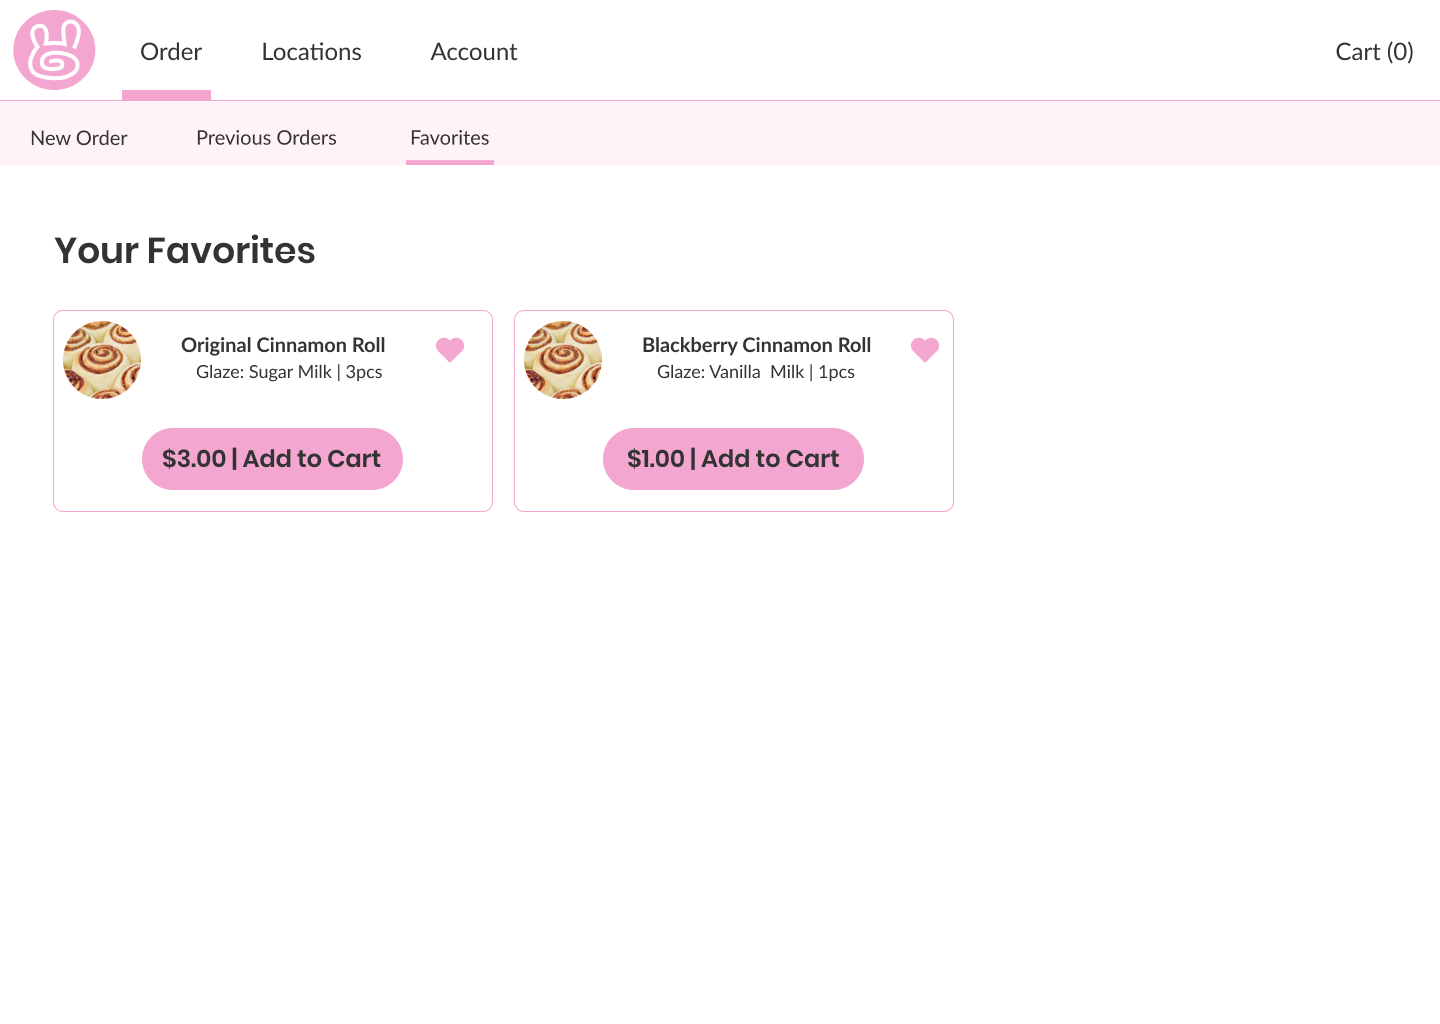 Order Locations Account Cart (0)
New Order Previous Orders Favorites
Your Favorites
Original Cinnamon Roll
Glaze: Sugar Milk | 3pcs
$3.00 | Add to Cart
Blackberry Cinnamon Roll
Glaze: Vanilla  Milk | 1pcs
$1.00 | Add to Cart